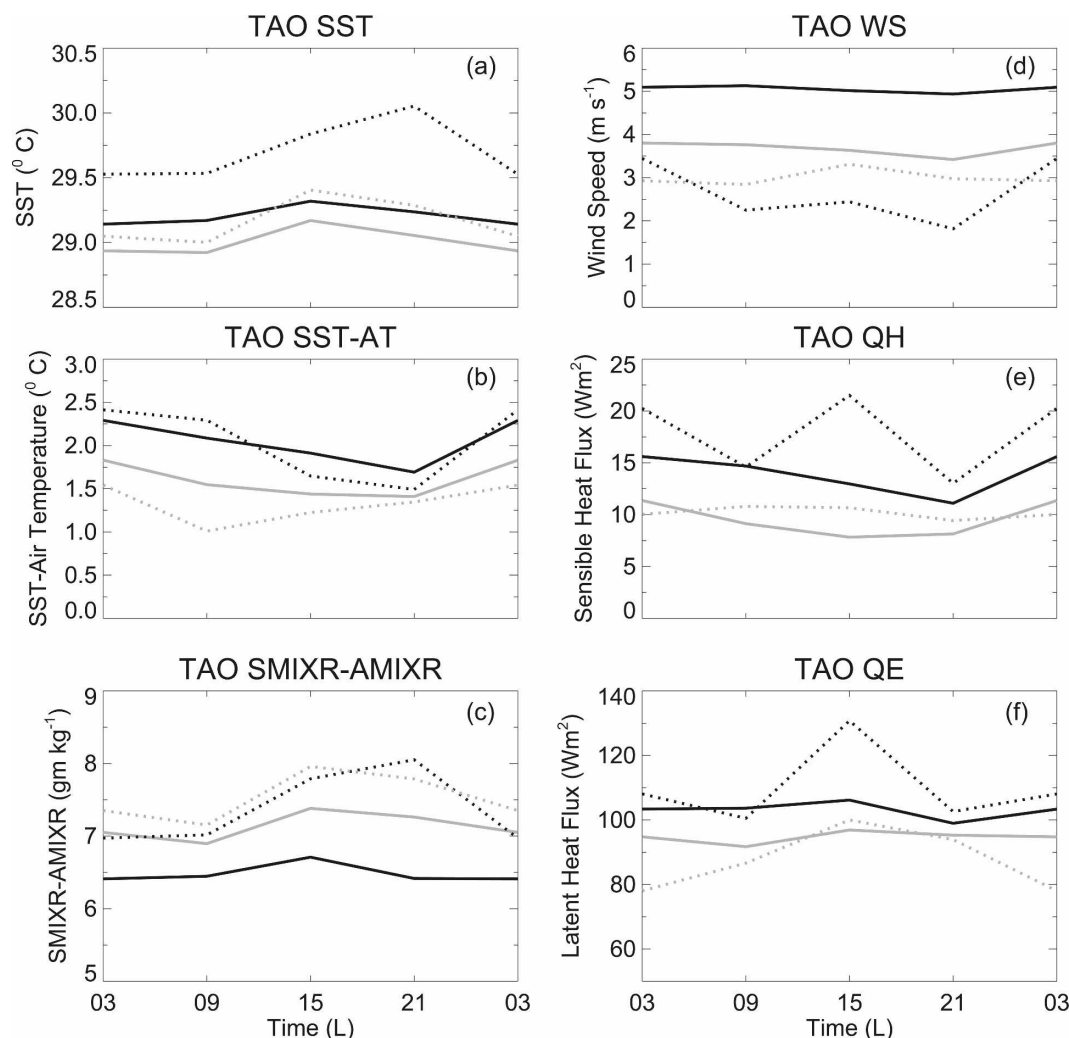 TAO SST
(a)
30.5
30.0
29.5
29.0
28.5
SST (⁰ C)
TAO WS
(d)
6
5
4
3
2
1
0
Wind Speed (m s⁻¹)
TAO SST-AT
(b)
3.0
2.5
2.0
1.5
1.0
0.5
0.0
SST-Air Temperature (⁰ C)
TAO QH
(e)
25
20
15
10
5
0
Sensible Heat Flux (Wm²)
TAO SMIXR-AMIXR
(c)
9
8
7
6
5
SMIXR-AMIXR (gm kg⁻¹)
03 09 15 21 03
Time (L)
TAO QE
(f)
140
120
100
80
60
Latent Heat Flux (Wm²)
03 09 15 21 03
Time (L)